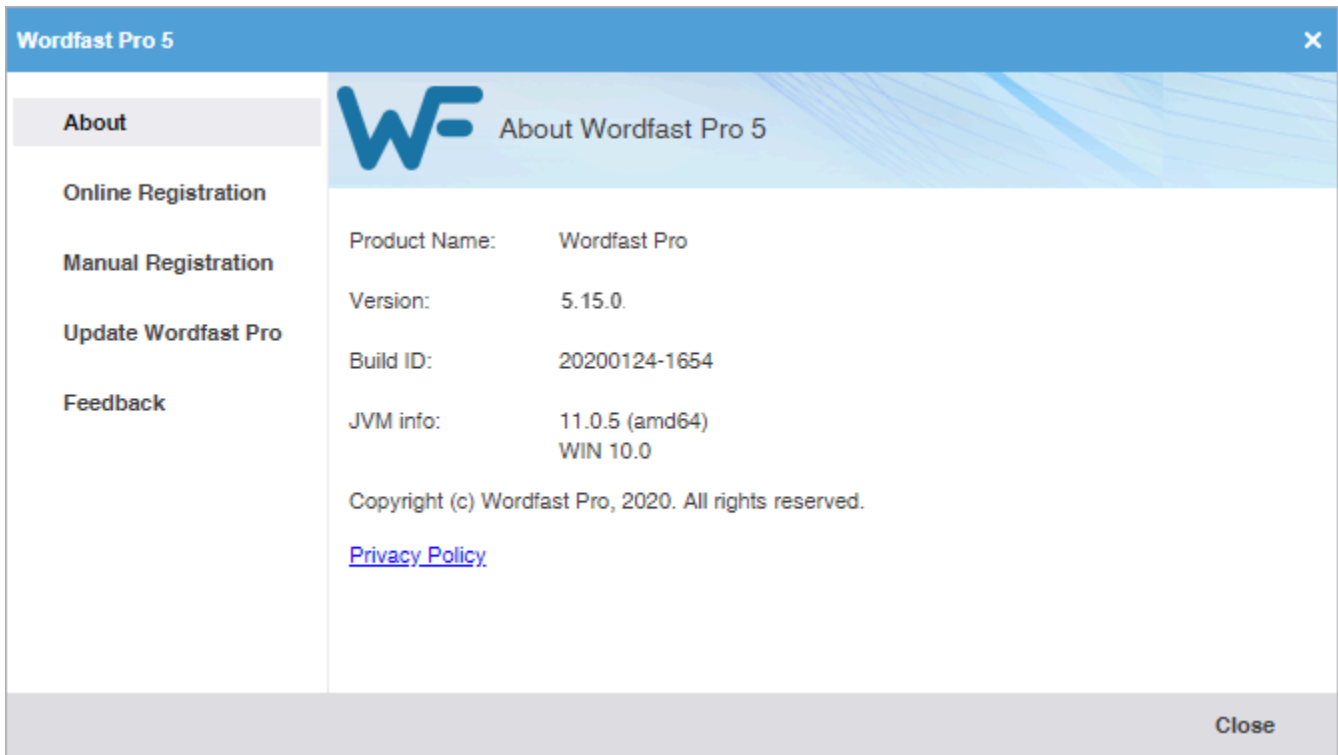 Wordfast Pro 5
About
Online Registration
Manual Registration
Update Wordfast Pro
Feedback
WF About Wordfast Pro 5
Product Name: Wordfast Pro
Version: 5.15.0.
Build ID: 20200124-1654
JVM info: 11.0.5 (amd64)
WIN 10.0
Copyright (c) Wordfast Pro, 2020. All rights reserved.
Privacy Policy
Close